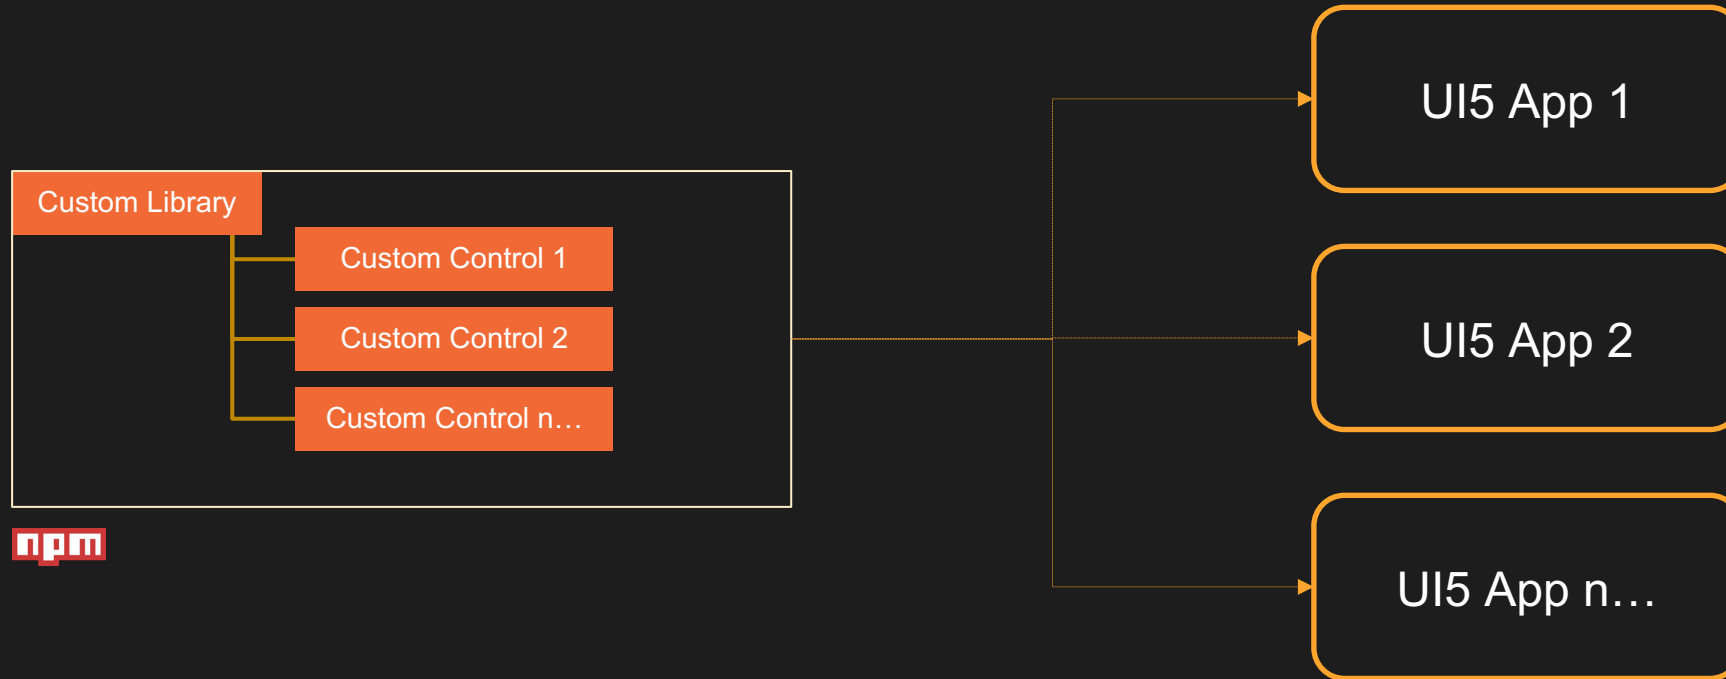 Custom Library
Custom Control 1
Custom Control 2
Custom Control n…
npm
UI5 App 1
UI5 App 2
UI5 App n…